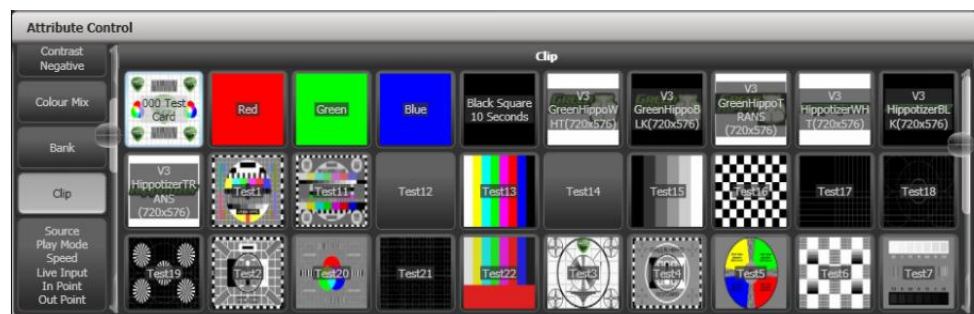 Attribute Control
Contrast
Negative
Colour Mix
Bank
Clip
Source
Play Mode
Speed
Live Input
In Point
Out Point
Clip
000 Test
Card
Red
Green
Blue
Black Square
10 Seconds
V3
GreenHippoW
HT(720x576)
V3
GreenHippoB
LK(720x576)
V3
GreenHippoT
RANS
(720x576)
V3
HippotizerWH
T(720x576)
V3
HippotizerBL
K(720x576)
V3
HippotizerTR
ANS
(720x576)
Test1
Test11
Test12
Test13
Test14
Test15
Test16
Test17
Test18
Test19
Test2
Test20
Test21
Test22
Test3
Test4
Test5
Test6
Test7